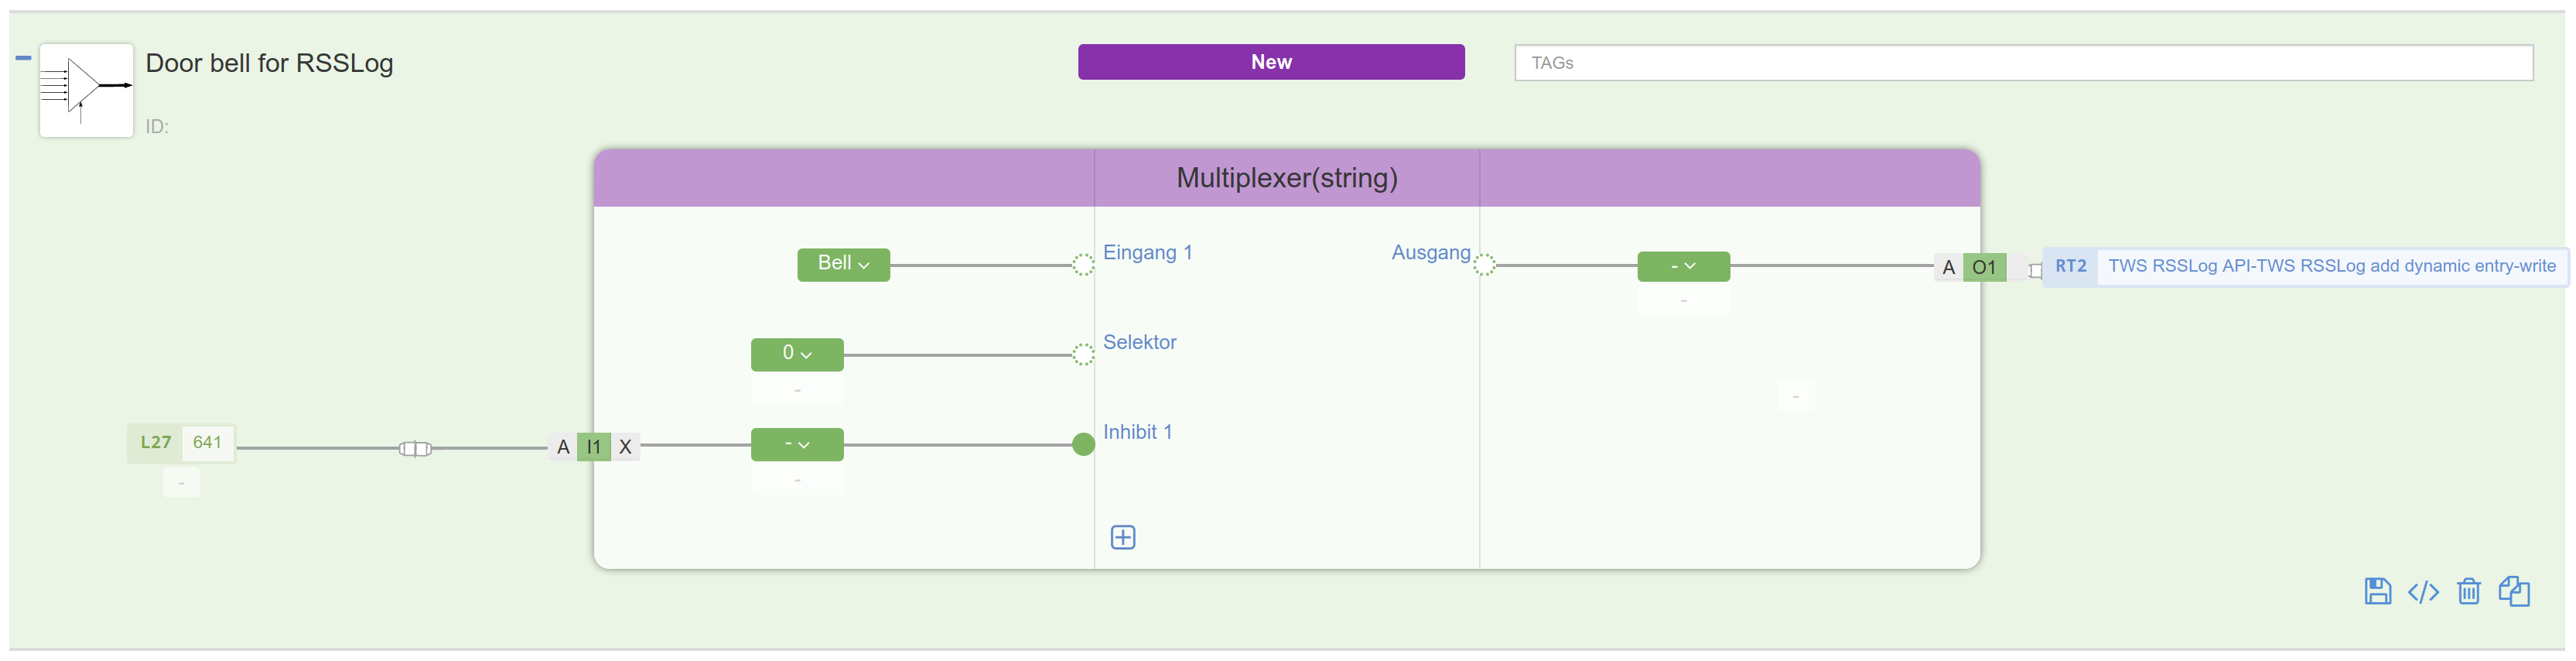 Door bell for RSSLog
New
TAGs
ID:
Multiplexer(string)
Bell
Eingang 1
Ausgang
-
-
A O1
RT2 TWS RSSLog API-TWS RSSLog add dynamic entry-write
0
-
Selektor
-
L27 641
-
A I1 X
-
-
Inhibit 1